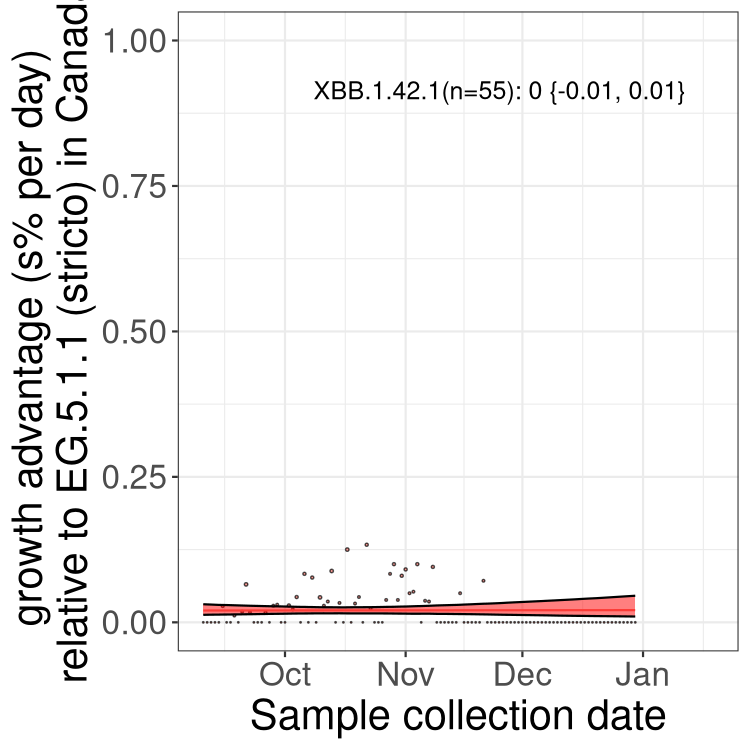 growth advantage (s% per day)
relative to EG.5.1.1 (stricto) in Canada
1.00
0.75
0.50
0.25
0.00
XBB.1.42.1(n=55): 0 {-0.01, 0.01}
Oct Nov Dec Jan
Sample collection date